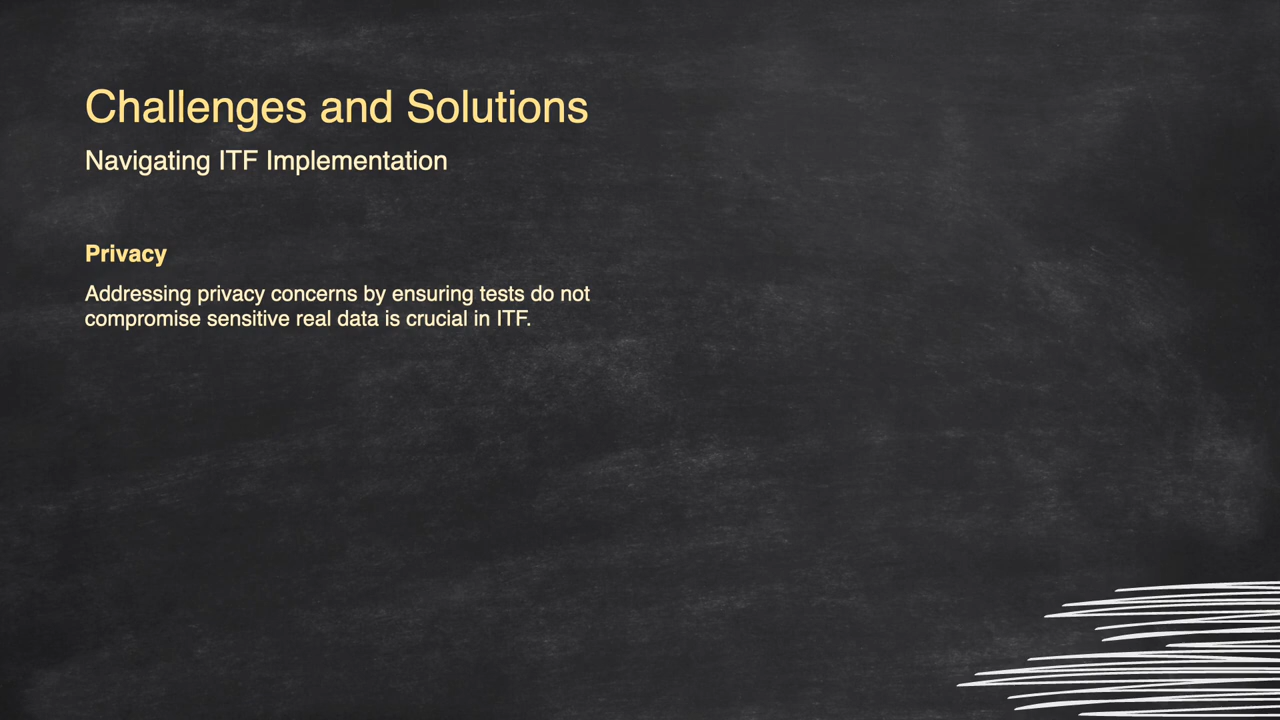 Challenges and Solutions
Navigating ITF Implementation
Privacy
Addressing privacy concerns by ensuring tests do not
compromise sensitive real data is crucial in ITF.